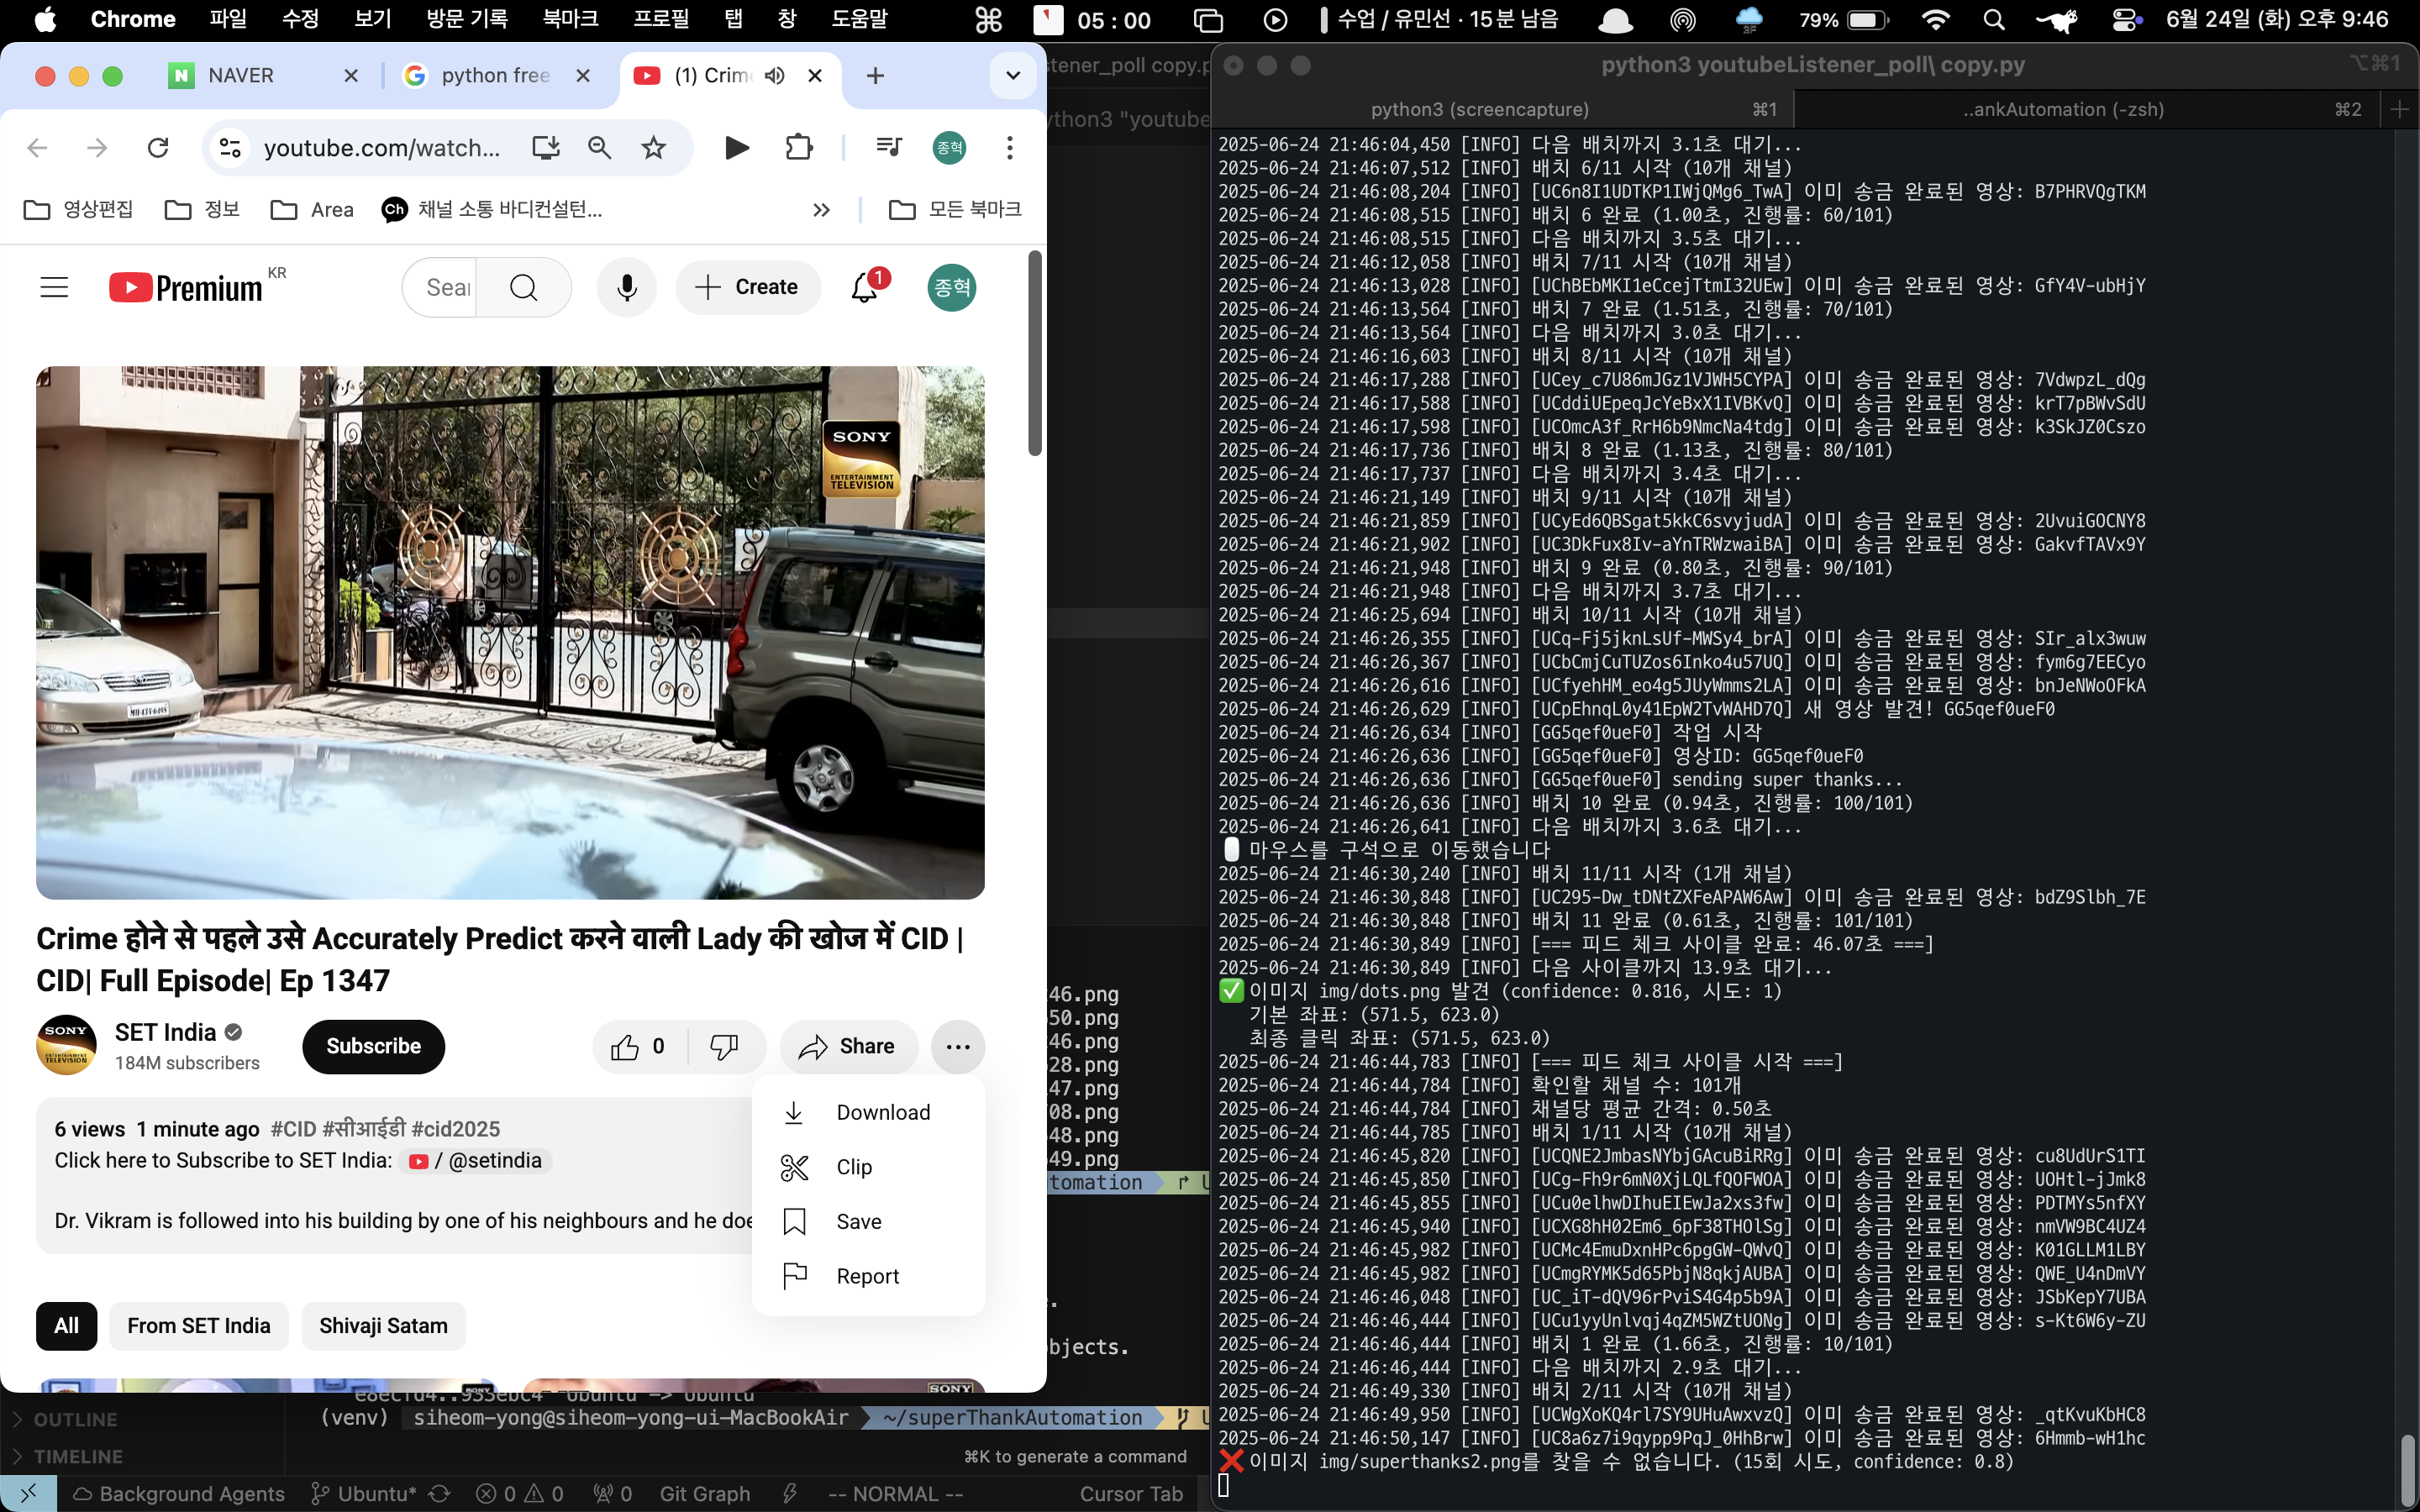 Chrome 파일 수정 보기 방문 기록 북마크 프로필 탭 창 도움말 05 : 00 수업 / 유민선 · 15분 남음 3F 79% 6월 24일 (화) 오후 9:46
NAVER python free (1) Crim
youtube.com/watch... 종혁
영상편집 정보 Area Ch 채널 소통 바디컨설턴... 모든 북마크
Premium KR Sear Create 1 종혁
SONY
ENTERTAINMENT
TELEVISION
Crime होने से पहले उसे Accurately Predict करने वाली Lady की खोज में CID |
CID| Full Episode| Ep 1347
SONY
SET India
184M subscribers
Subscribe 0 Share
Download
Clip
Save
Report
6 views 1 minute ago #CID #सीआईडी #cid2025
Click here to Subscribe to SET India: / @setindia
Dr. Vikram is followed into his building by one of his neighbours and he doe
All From SET India Shivaji Satam
SONY SONY
stener_poll copy.p
ython3 "youtube
46.png
50.png
46.png
28.png
47.png
08.png
48.png
49.png
tomation
bjects.
e8ec1d4..933ebc4 Ubuntu -> Ubuntu
(venv) siheom-yong@siheom-yong-ui-MacBookAir ~/superThankAutomation
OUTLINE
TIMELINE
⌘K to generate a command
Background Agents Ubuntu* 0 0 0 Git Graph -- NORMAL -- Cursor Tab
python3 youtubeListener_poll\ copy.py ⌥⌘1
python3 (screencapture) ⌘1 ..ankAutomation (-zsh) ⌘2
2025-06-24 21:46:04,450 [INFO] 다음 배치까지 3.1초 대기...
2025-06-24 21:46:07,512 [INFO] 배치 6/11 시작 (10개 채널)
2025-06-24 21:46:08,204 [INFO] [UC6n8I1UDTKP1IWjQMg6_TwA] 이미 송금 완료된 영상: B7PHRVQgTKM
2025-06-24 21:46:08,515 [INFO] 배치 6 완료 (1.00초, 진행률: 60/101)
2025-06-24 21:46:08,515 [INFO] 다음 배치까지 3.5초 대기...
2025-06-24 21:46:12,058 [INFO] 배치 7/11 시작 (10개 채널)
2025-06-24 21:46:13,028 [INFO] [UChBEbMKI1eCcejTtmI32UEw] 이미 송금 완료된 영상: GfY4V-ubHjY
2025-06-24 21:46:13,564 [INFO] 배치 7 완료 (1.51초, 진행률: 70/101)
2025-06-24 21:46:13,564 [INFO] 다음 배치까지 3.0초 대기...
2025-06-24 21:46:16,603 [INFO] 배치 8/11 시작 (10개 채널)
2025-06-24 21:46:17,288 [INFO] [UCey_c7U86mJGz1VJWH5CYPA] 이미 송금 완료된 영상: 7VdwpzL_dQg
2025-06-24 21:46:17,588 [INFO] [UCddiUEpeqJcYeBxX1IVBKvQ] 이미 송금 완료된 영상: krT7pBWvSdU
2025-06-24 21:46:17,598 [INFO] [UCOmcA3f_RrH6b9NmcNa4tdg] 이미 송금 완료된 영상: k3SkJZ0Cszo
2025-06-24 21:46:17,736 [INFO] 배치 8 완료 (1.13초, 진행률: 80/101)
2025-06-24 21:46:17,737 [INFO] 다음 배치까지 3.4초 대기...
2025-06-24 21:46:21,149 [INFO] 배치 9/11 시작 (10개 채널)
2025-06-24 21:46:21,859 [INFO] [UCyEd6QBSgat5kkC6svyjudA] 이미 송금 완료된 영상: 2UvuiGOCNY8
2025-06-24 21:46:21,902 [INFO] [UC3DkFux8Iv-aYnTRWzwaiBA] 이미 송금 완료된 영상: GakvfTAVx9Y
2025-06-24 21:46:21,948 [INFO] 배치 9 완료 (0.80초, 진행률: 90/101)
2025-06-24 21:46:21,948 [INFO] 다음 배치까지 3.7초 대기...
2025-06-24 21:46:25,694 [INFO] 배치 10/11 시작 (10개 채널)
2025-06-24 21:46:26,355 [INFO] [UCq-Fj5jknLsUf-MWSy4_brA] 이미 송금 완료된 영상: SIr_alx3wuw
2025-06-24 21:46:26,367 [INFO] [UCbCmjCuTUZos6Inko4u57UQ] 이미 송금 완료된 영상: fym6g7EECyo
2025-06-24 21:46:26,616 [INFO] [UCfyehHM_eo4g5JUyWmms2LA] 이미 송금 완료된 영상: bnJeNWoOFkA
2025-06-24 21:46:26,629 [INFO] [UCpEhnqL0y41EpW2TvWAHD7Q] 새 영상 발견! GG5qef0ueF0
2025-06-24 21:46:26,634 [INFO] [GG5qef0ueF0] 작업 시작
2025-06-24 21:46:26,636 [INFO] [GG5qef0ueF0] 영상ID: GG5qef0ueF0
2025-06-24 21:46:26,636 [INFO] [GG5qef0ueF0] sending super thanks...
2025-06-24 21:46:26,636 [INFO] 배치 10 완료 (0.94초, 진행률: 100/101)
2025-06-24 21:46:26,641 [INFO] 다음 배치까지 3.6초 대기...
마우스를 구석으로 이동했습니다
2025-06-24 21:46:30,240 [INFO] 배치 11/11 시작 (1개 채널)
2025-06-24 21:46:30,848 [INFO] [UC295-Dw_tDNtZXFeAPAW6Aw] 이미 송금 완료된 영상: bdZ9Slbh_7E
2025-06-24 21:46:30,848 [INFO] 배치 11 완료 (0.61초, 진행률: 101/101)
2025-06-24 21:46:30,849 [INFO] [=== 피드 체크 사이클 완료: 46.07초 ===]
2025-06-24 21:46:30,849 [INFO] 다음 사이클까지 13.9초 대기...
✅ 이미지 img/dots.png 발견 (confidence: 0.816, 시도: 1)
기본 좌표: (571.5, 623.0)
최종 클릭 좌표: (571.5, 623.0)
2025-06-24 21:46:44,783 [INFO] [=== 피드 체크 사이클 시작 ===]
2025-06-24 21:46:44,784 [INFO] 확인할 채널 수: 101개
2025-06-24 21:46:44,784 [INFO] 채널당 평균 간격: 0.50초
2025-06-24 21:46:44,785 [INFO] 배치 1/11 시작 (10개 채널)
2025-06-24 21:46:45,820 [INFO] [UCQNE2JmbasNYbjGAcuBiRRg] 이미 송금 완료된 영상: cu8UdUrS1TI
2025-06-24 21:46:45,850 [INFO] [UCg-Fh9r6mN0XjLQLfQOFWOA] 이미 송금 완료된 영상: UOHtl-jJmk8
2025-06-24 21:46:45,855 [INFO] [UCu0elhwDIhuEIEwJa2xs3fw] 이미 송금 완료된 영상: PDTMYs5nfXY
2025-06-24 21:46:45,940 [INFO] [UCXG8hH02Em6_6pF38THOlSg] 이미 송금 완료된 영상: nmVW9BC4UZ4
2025-06-24 21:46:45,982 [INFO] [UCMc4EmuDxnHPc6pgGW-QWvQ] 이미 송금 완료된 영상: K01GLLM1LBY
2025-06-24 21:46:45,982 [INFO] [UCmgRYMK5d65PbjN8qkjAUBA] 이미 송금 완료된 영상: QWE_U4nDmVY
2025-06-24 21:46:46,048 [INFO] [UC_iT-dQV96rPviS4G4p5b9A] 이미 송금 완료된 영상: JSbKepY7UBA
2025-06-24 21:46:46,444 [INFO] [UCu1yyUnlvqj4qZM5WZtUONg] 이미 송금 완료된 영상: s-Kt6W6y-ZU
2025-06-24 21:46:46,444 [INFO] 배치 1 완료 (1.66초, 진행률: 10/101)
2025-06-24 21:46:46,444 [INFO] 다음 배치까지 2.9초 대기...
2025-06-24 21:46:49,330 [INFO] 배치 2/11 시작 (10개 채널)
2025-06-24 21:46:49,950 [INFO] [UCWgXoKQ4rl7SY9UHuAwxvzQ] 이미 송금 완료된 영상: _qtKvuKbHC8
2025-06-24 21:46:50,147 [INFO] [UC8a6z7i9qypp9PqJ_0HhBrw] 이미 송금 완료된 영상: 6Hmmb-wH1hc
❌ 이미지 img/superthanks2.png를 찾을 수 없습니다. (15회 시도, confidence: 0.8)